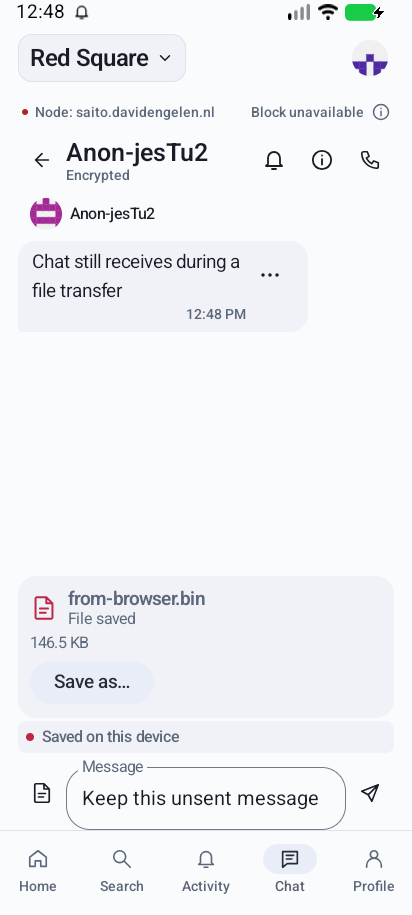 12:48
Red Square
Node: saito.davidengelen.nl
Block unavailable
Anon-jesTu2
Encrypted
Anon-jesTu2
Chat still receives during a
file transfer
12:48 PM
from-browser.bin
File saved
146.5 KB
Save as...
Saved on this device
Message
Keep this unsent message
Home
Search
Activity
Chat
Profile